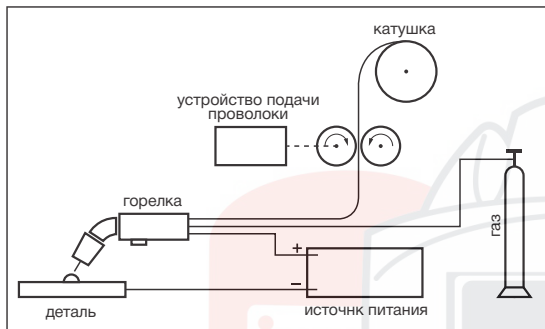 катушка
устройство подачи
проволоки
горелка
газ
+
–
деталь
источнк питания